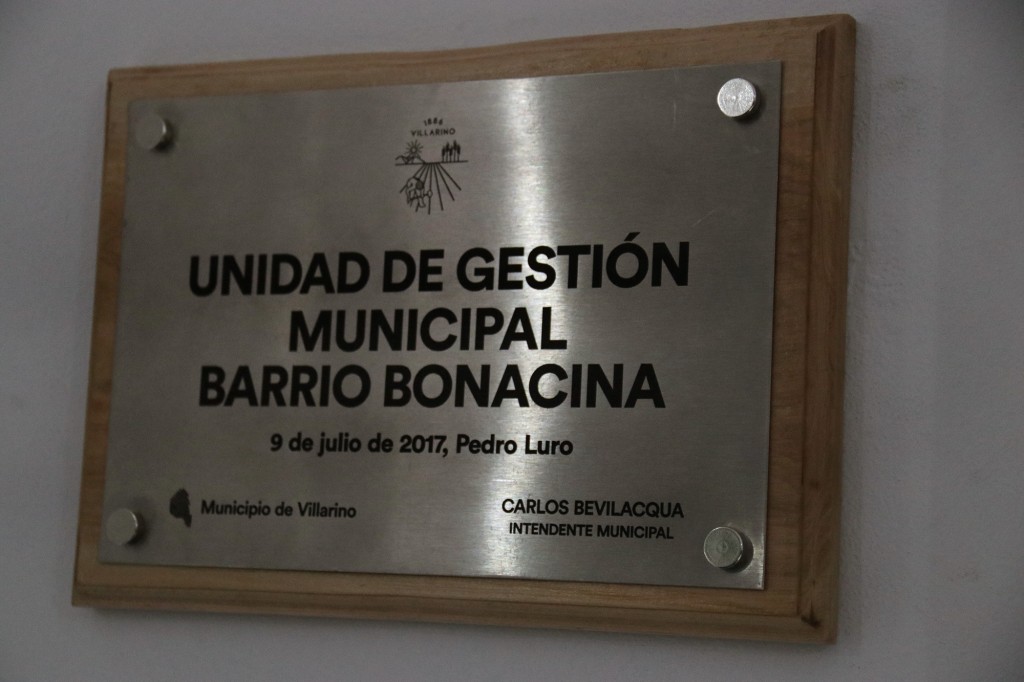 1886
VILLARINO
UNIDAD DE GESTIÓN
MUNICIPAL
BARRIO BONACINA
9 de julio de 2017, Pedro Luro
Municipio de Villarino
CARLOS BEVILACQUA
INTENDENTE MUNICIPAL